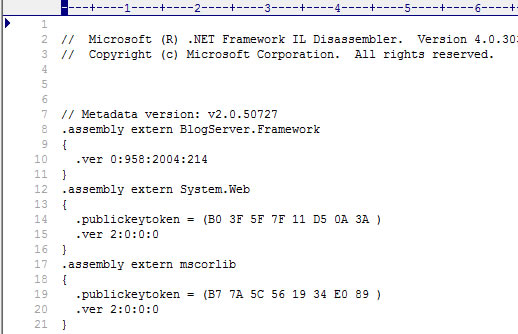 ----+----1----+----2----+----3----+----4----+----5----+----6----+--
1
2 //  Microsoft (R) .NET Framework IL Disassembler.  Version 4.0.30
3 //  Copyright (c) Microsoft Corporation.  All rights reserved.
4
5
6
7 // Metadata version: v2.0.50727
8 .assembly extern BlogServer.Framework
9 {
10   .ver 0:958:2004:214
11 }
12 .assembly extern System.Web
13 {
14   .publickeytoken = (B0 3F 5F 7F 11 D5 0A 3A )
15   .ver 2:0:0:0
16 }
17 .assembly extern mscorlib
18 {
19   .publickeytoken = (B7 7A 5C 56 19 34 E0 89 )
20   .ver 2:0:0:0
21 }